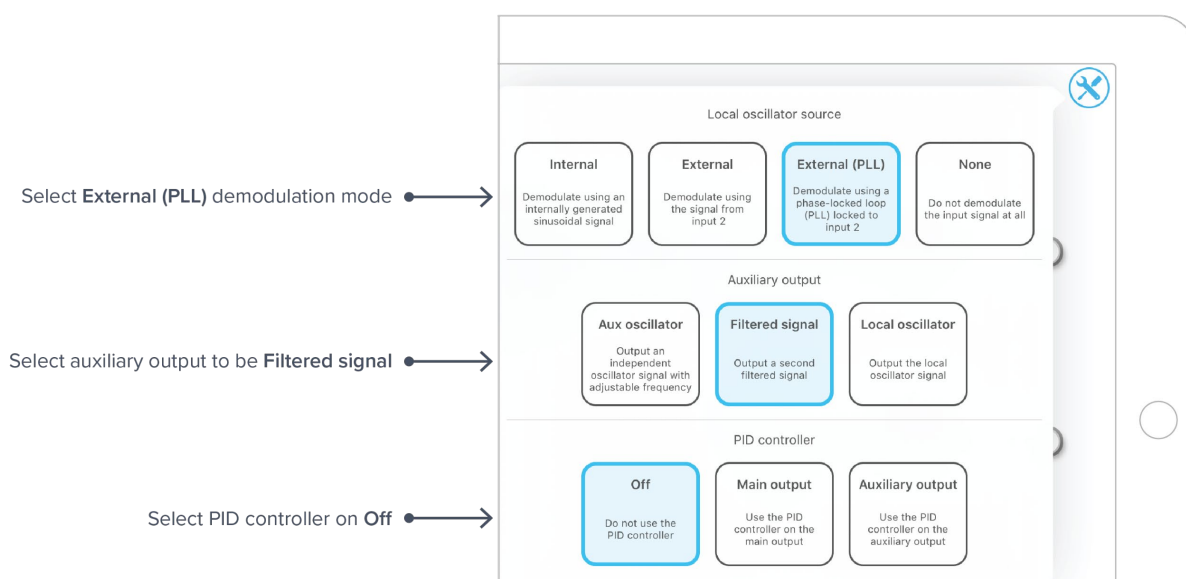 Local oscillator source
Internal
Demodulate using an
internally generated
sinusoidal signal
External
Demodulate using
the signal from
input 2
External (PLL)
Demodulate using a
phase-locked loop
(PLL) locked to
input 2
None
Do not demodulate
the input signal at all
Select External (PLL) demodulation mode
Auxiliary output
Aux oscillator
Output an
independent
oscillator signal with
adjustable frequency
Filtered signal
Output a second
filtered signal
Local oscillator
Output the local
oscillator signal
Select auxiliary output to be Filtered signal
PID controller
Off
Do not use the
PID controller
Main output
Use the PID
controller on the
main output
Auxiliary output
Use the PID
controller on the
auxiliary output
Select PID controller on Off